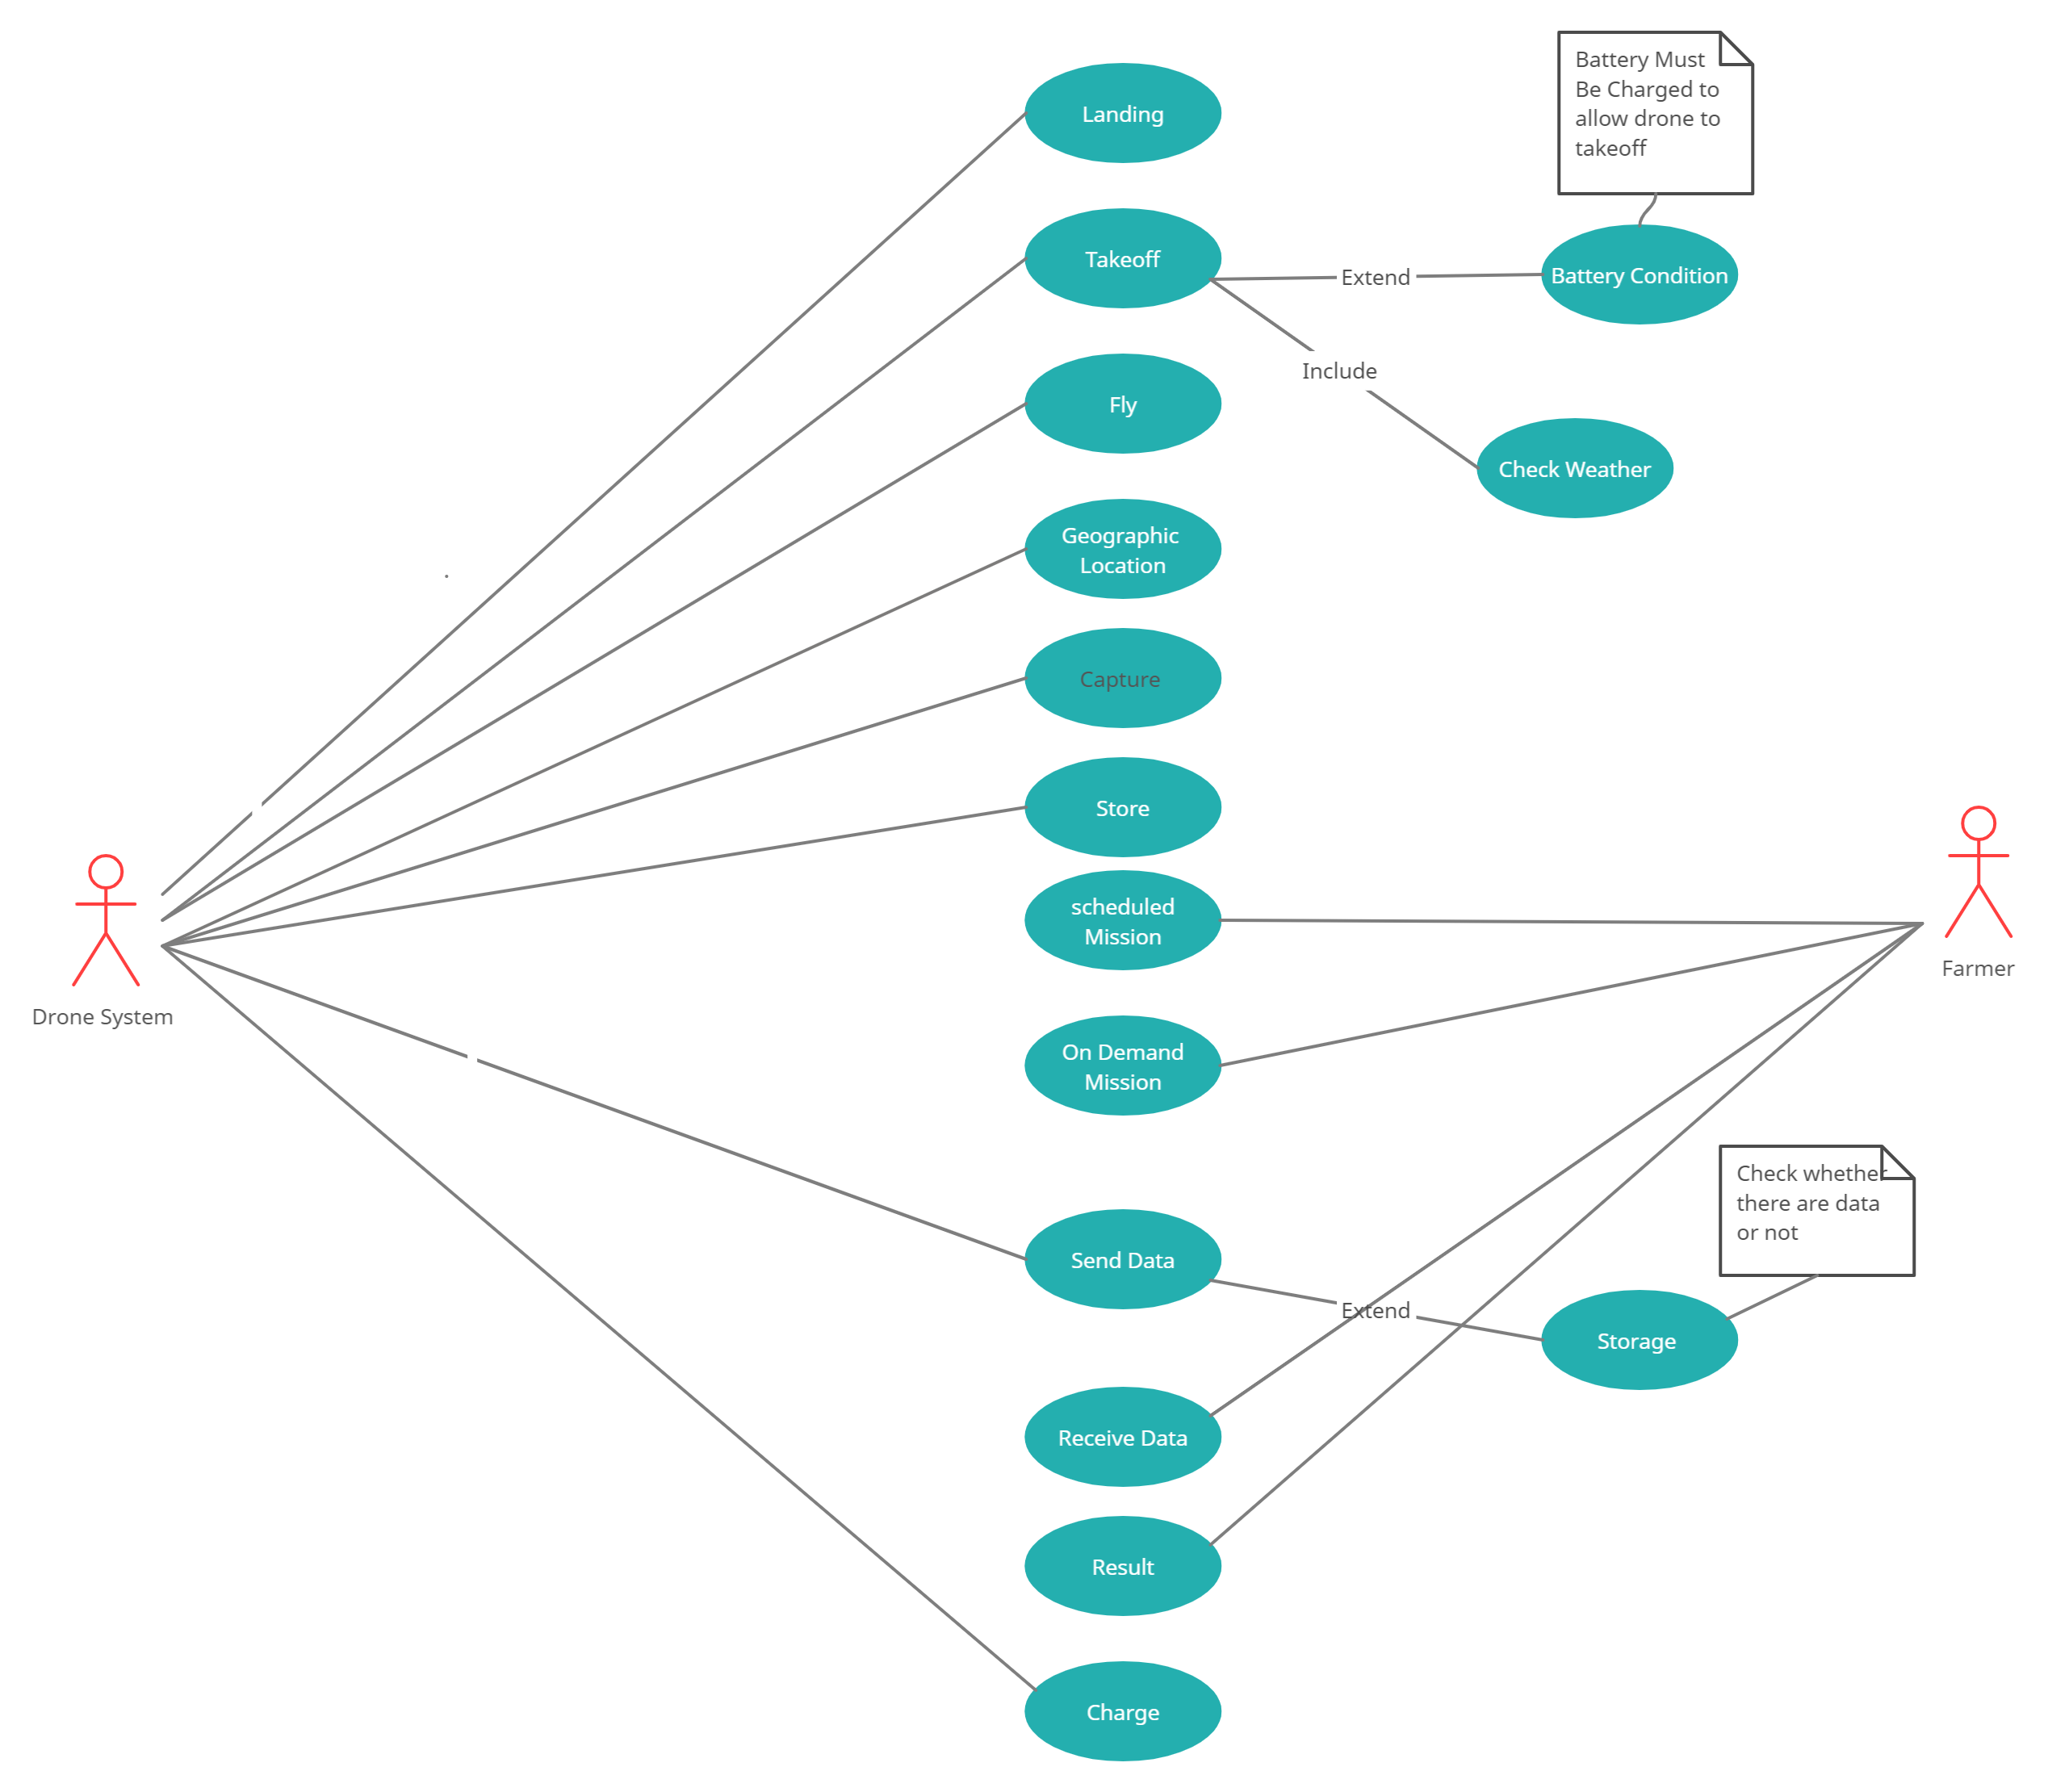 Battery Must
Be Charged to
allow drone to
takeoff
Landing
Takeoff
Extend
Battery Condition
Include
Fly
Check Weather
Geographic
Location
Capture
Store
scheduled
Mission
Farmer
Drone System
On Demand
Mission
Check whether
there are data
or not
Send Data
Extend
Storage
Receive Data
Result
Charge